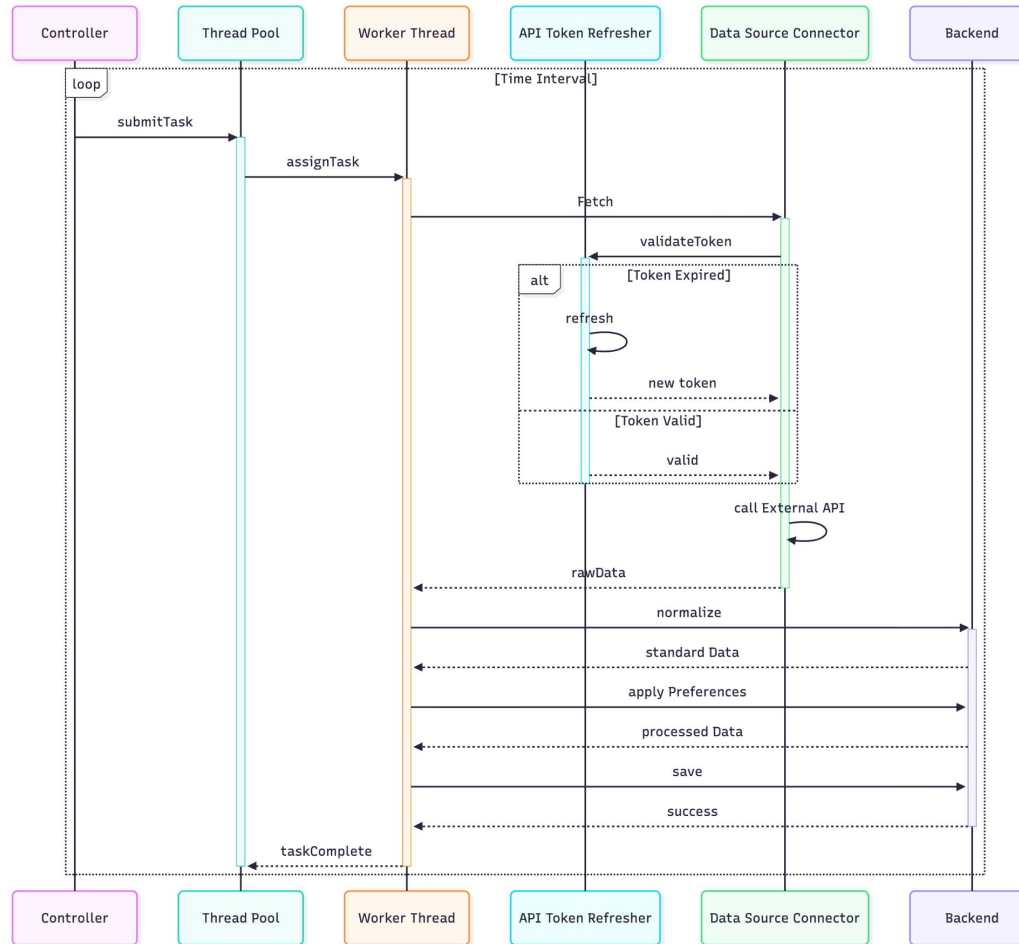 Controller
Thread Pool
Worker Thread
API Token Refresher
Data Source Connector
Backend
loop
[Time Interval]
submitTask
assignTask
Fetch
validateToken
alt
[Token Expired]
refresh
new token
[Token Valid]
valid
call External API
rawData
normalize
standard Data
apply Preferences
processed Data
save
success
taskComplete
Controller
Thread Pool
Worker Thread
API Token Refresher
Data Source Connector
Backend